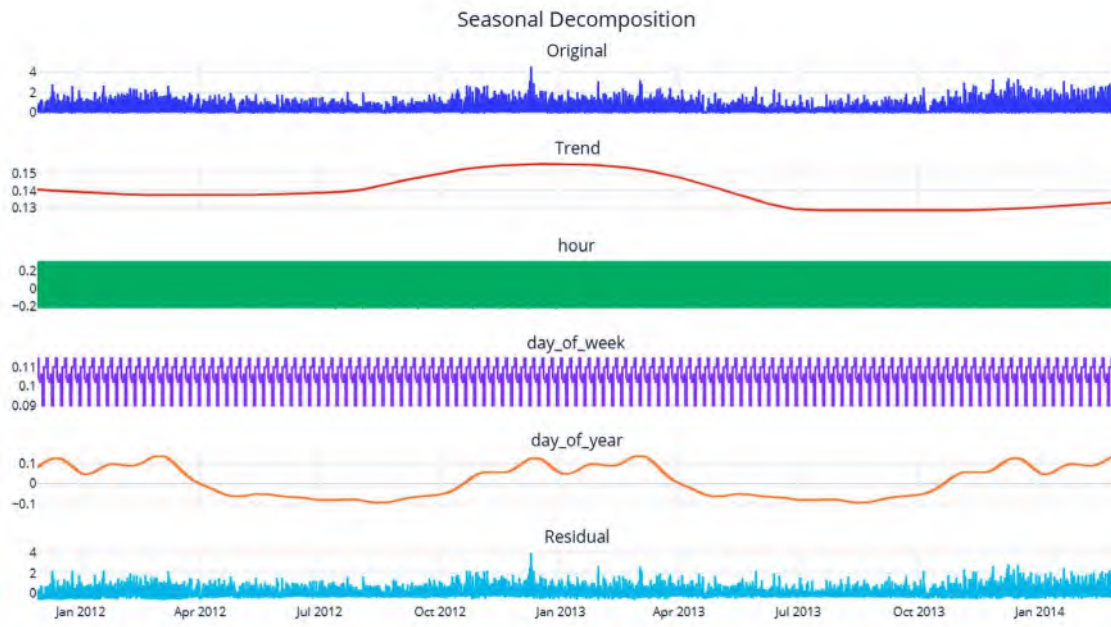 Seasonal Decomposition
Original
4
2
0
Trend
0.15
0.14
0.13
hour
0.2
0
−0.2
day_of_week
0.11
0.1
0.09
day_of_year
0.1
0
−0.1
Residual
4
2
0
Jan 2012 Apr 2012 Jul 2012 Oct 2012 Jan 2013 Apr 2013 Jul 2013 Oct 2013 Jan 2014